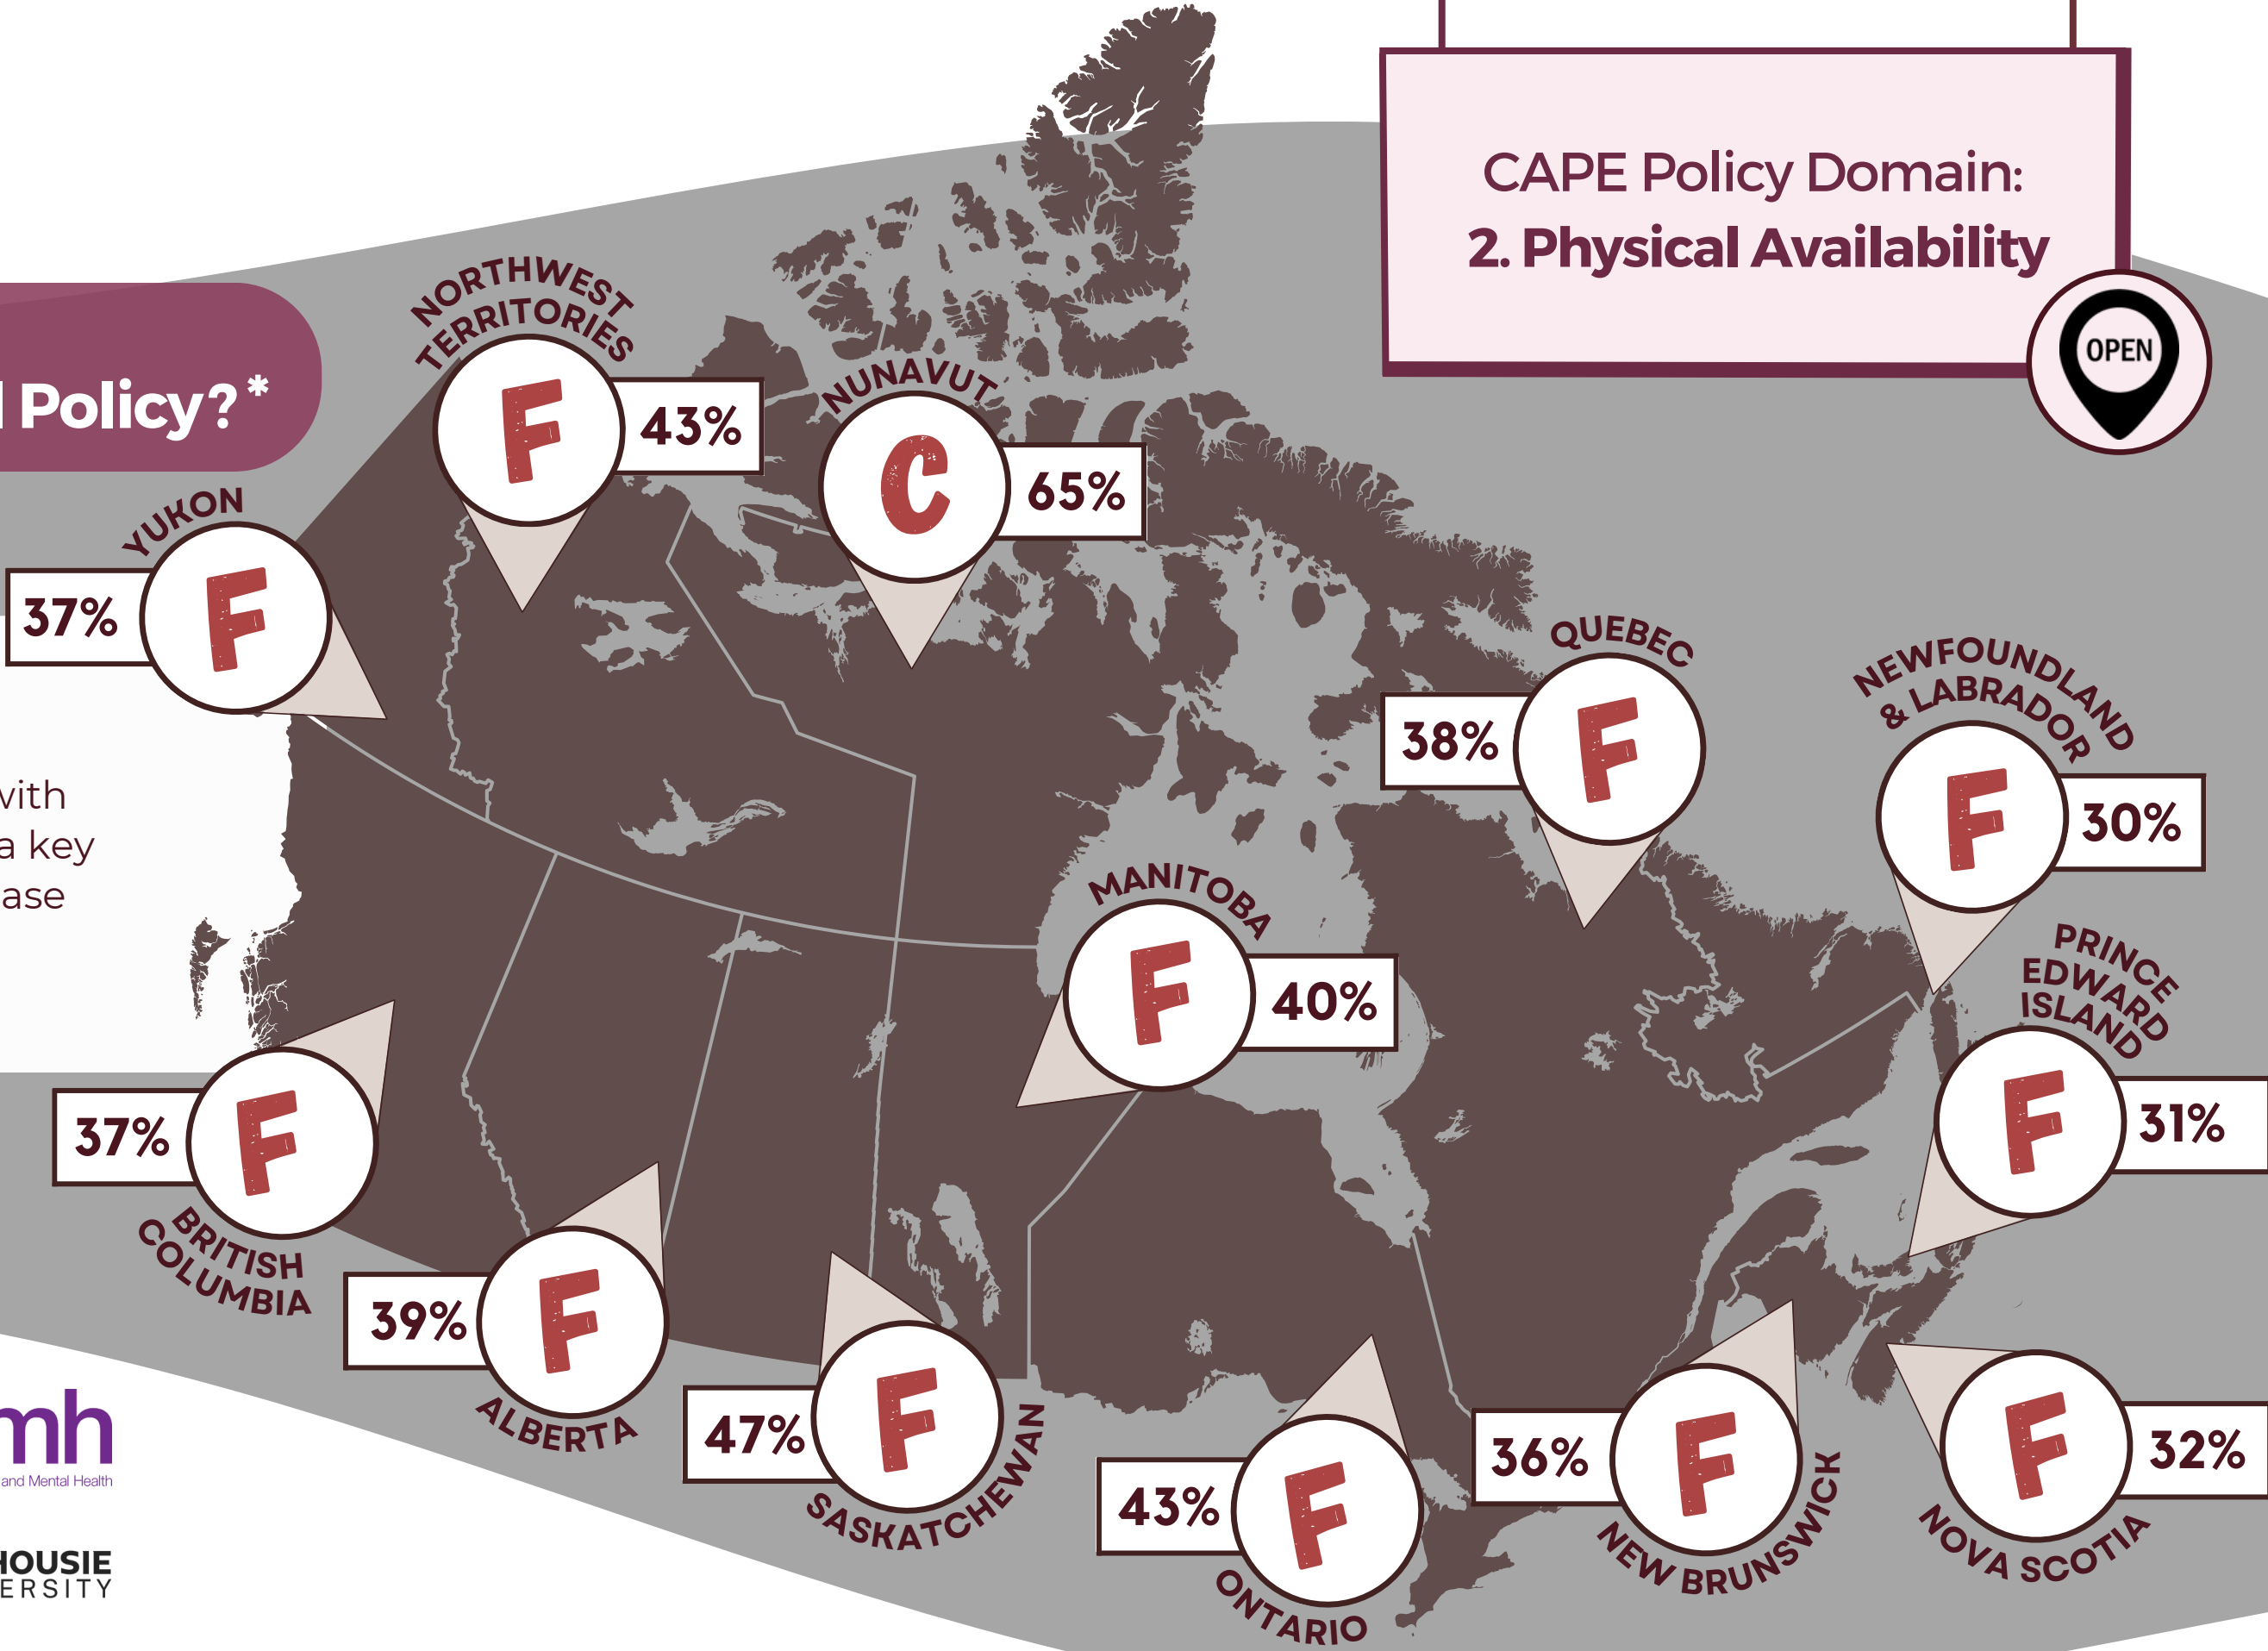 CAPE Policy Domain:
2. Physical Availability
OPEN
Policy?*
NORTHWEST
TERRITORIES
F
43%
NUNAVUT
C
65%
YUKON
37%
F
QUEBEC
38%
F
NEWFOUNDLAND
& LABRADOR
F
30%
with
a key
ase
MANITOBA
F
40%
PRINCE
EDWARD
ISLAND
F
31%
37%
F
BRITISH
COLUMBIA
39%
F
ALBERTA
47%
F
SASKATCHEWAN
43%
F
ONTARIO
36%
F
NEW BRUNSWICK
F
32%
NOVA SCOTIA
mh
and Mental Health
HOUSIE
ERSITY